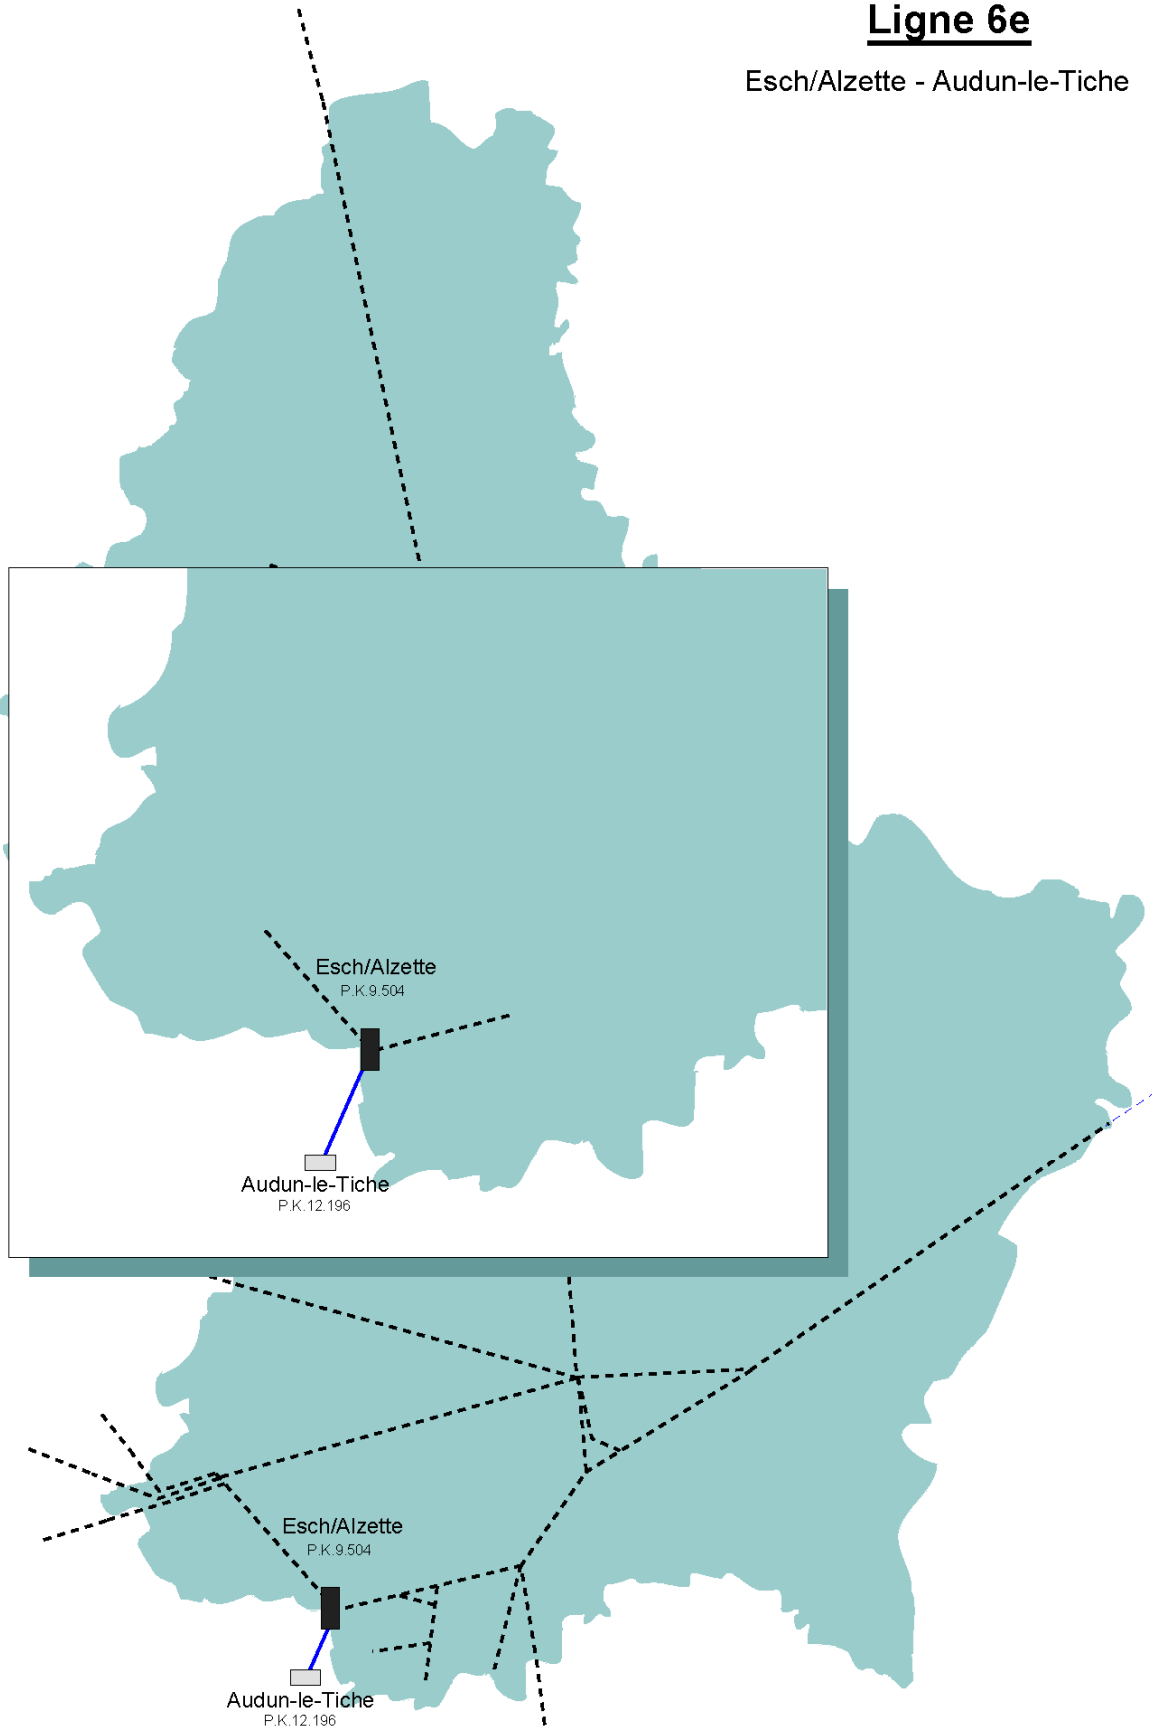 Ligne 6e
Esch/Alzette - Audun-le-Tiche
Esch/Alzette
P.K.9.504
Audun-le-Tiche
P.K.12.196
Esch/Alzette
P.K.9.504
Audun-le-Tiche
P.K.12.196